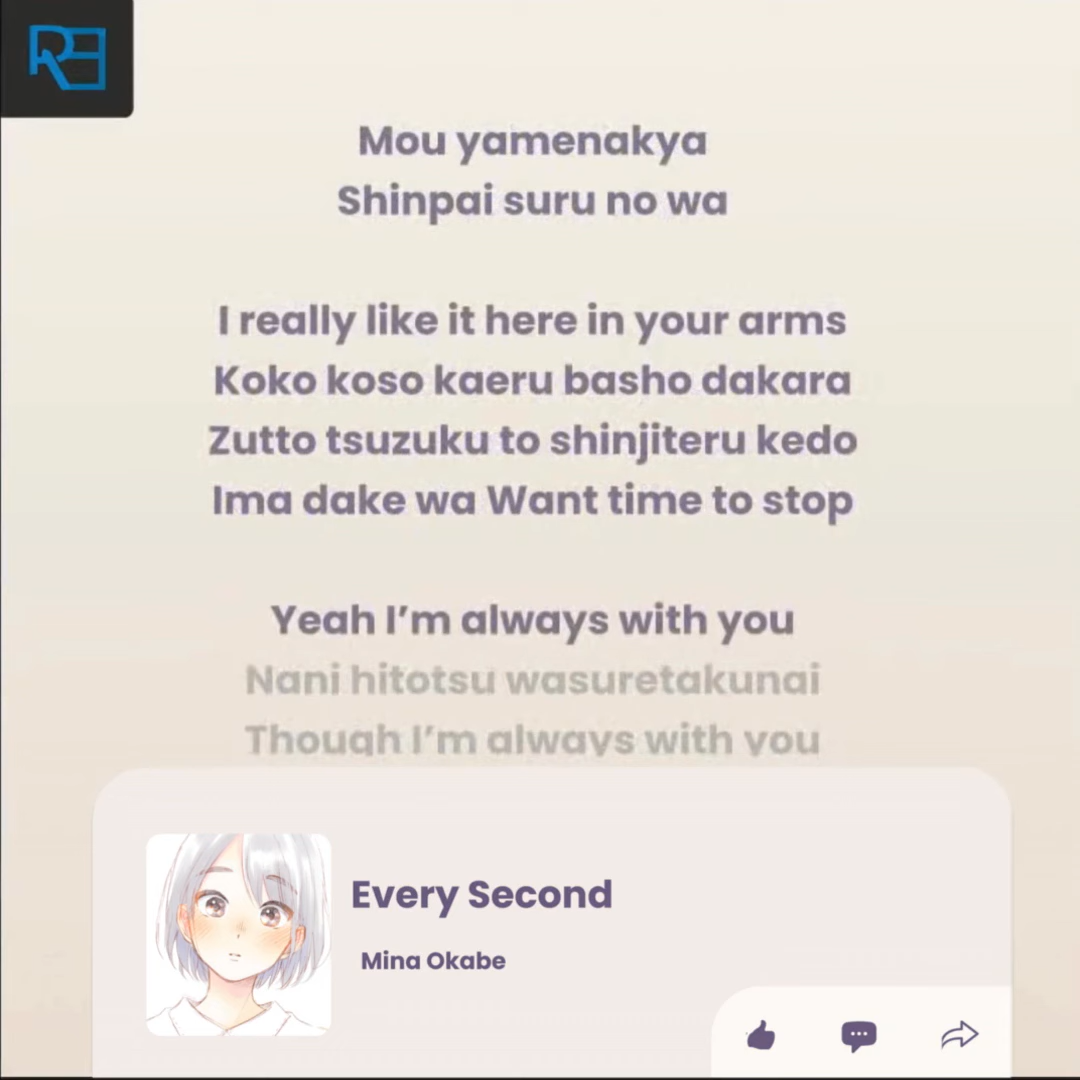 RE
Mou yamenakya
Shinpai suru no wa
I really like it here in your arms
Koko koso kaeru basho dakara
Zutto tsuzuku to shinjiteru kedo
Ima dake wa Want time to stop
Yeah I’m always with you
Nani hitotsu wasuretakunai
Though I’m always with you
Every Second
Mina Okabe